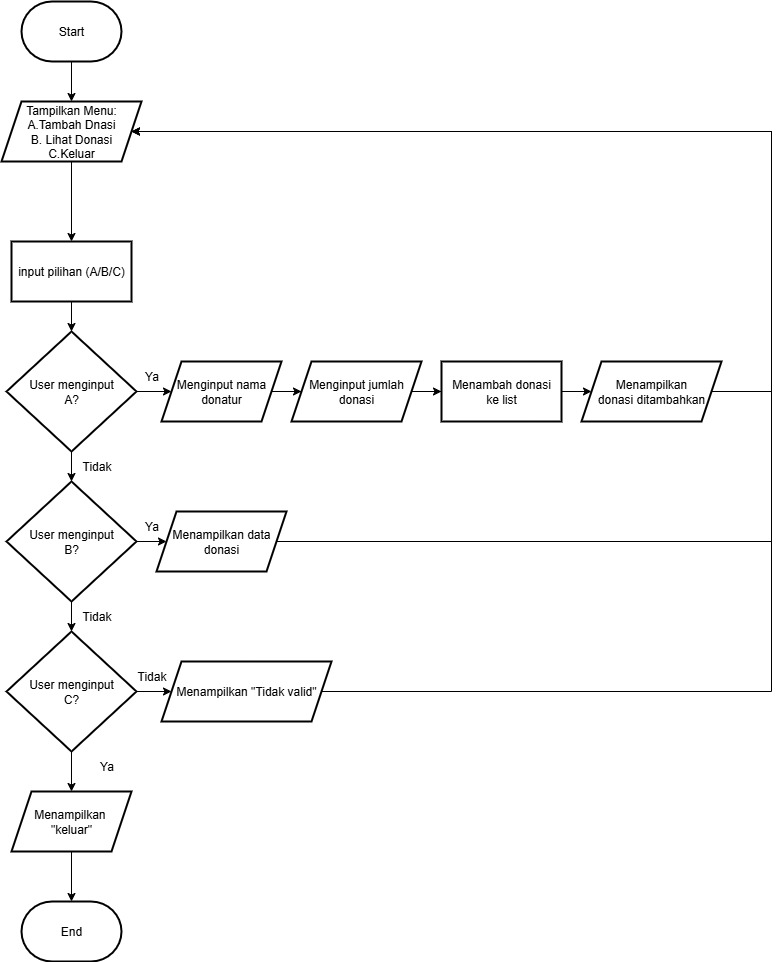 Start
Tampilkan Menu:
A.Tambah Dnasi
B. Lihat Donasi
C.Keluar
input pilihan (A/B/C)
User menginput
A?
Ya
Menginput nama
donatur
Menginput jumlah
donasi
Menambah donasi
ke list
Menampilkan
donasi ditambahkan
Tidak
User menginput
B?
Ya
Menampilkan data
donasi
Tidak
User menginput
C?
Tidak
Menampilkan "Tidak valid"
Ya
Menampilkan
"keluar"
End